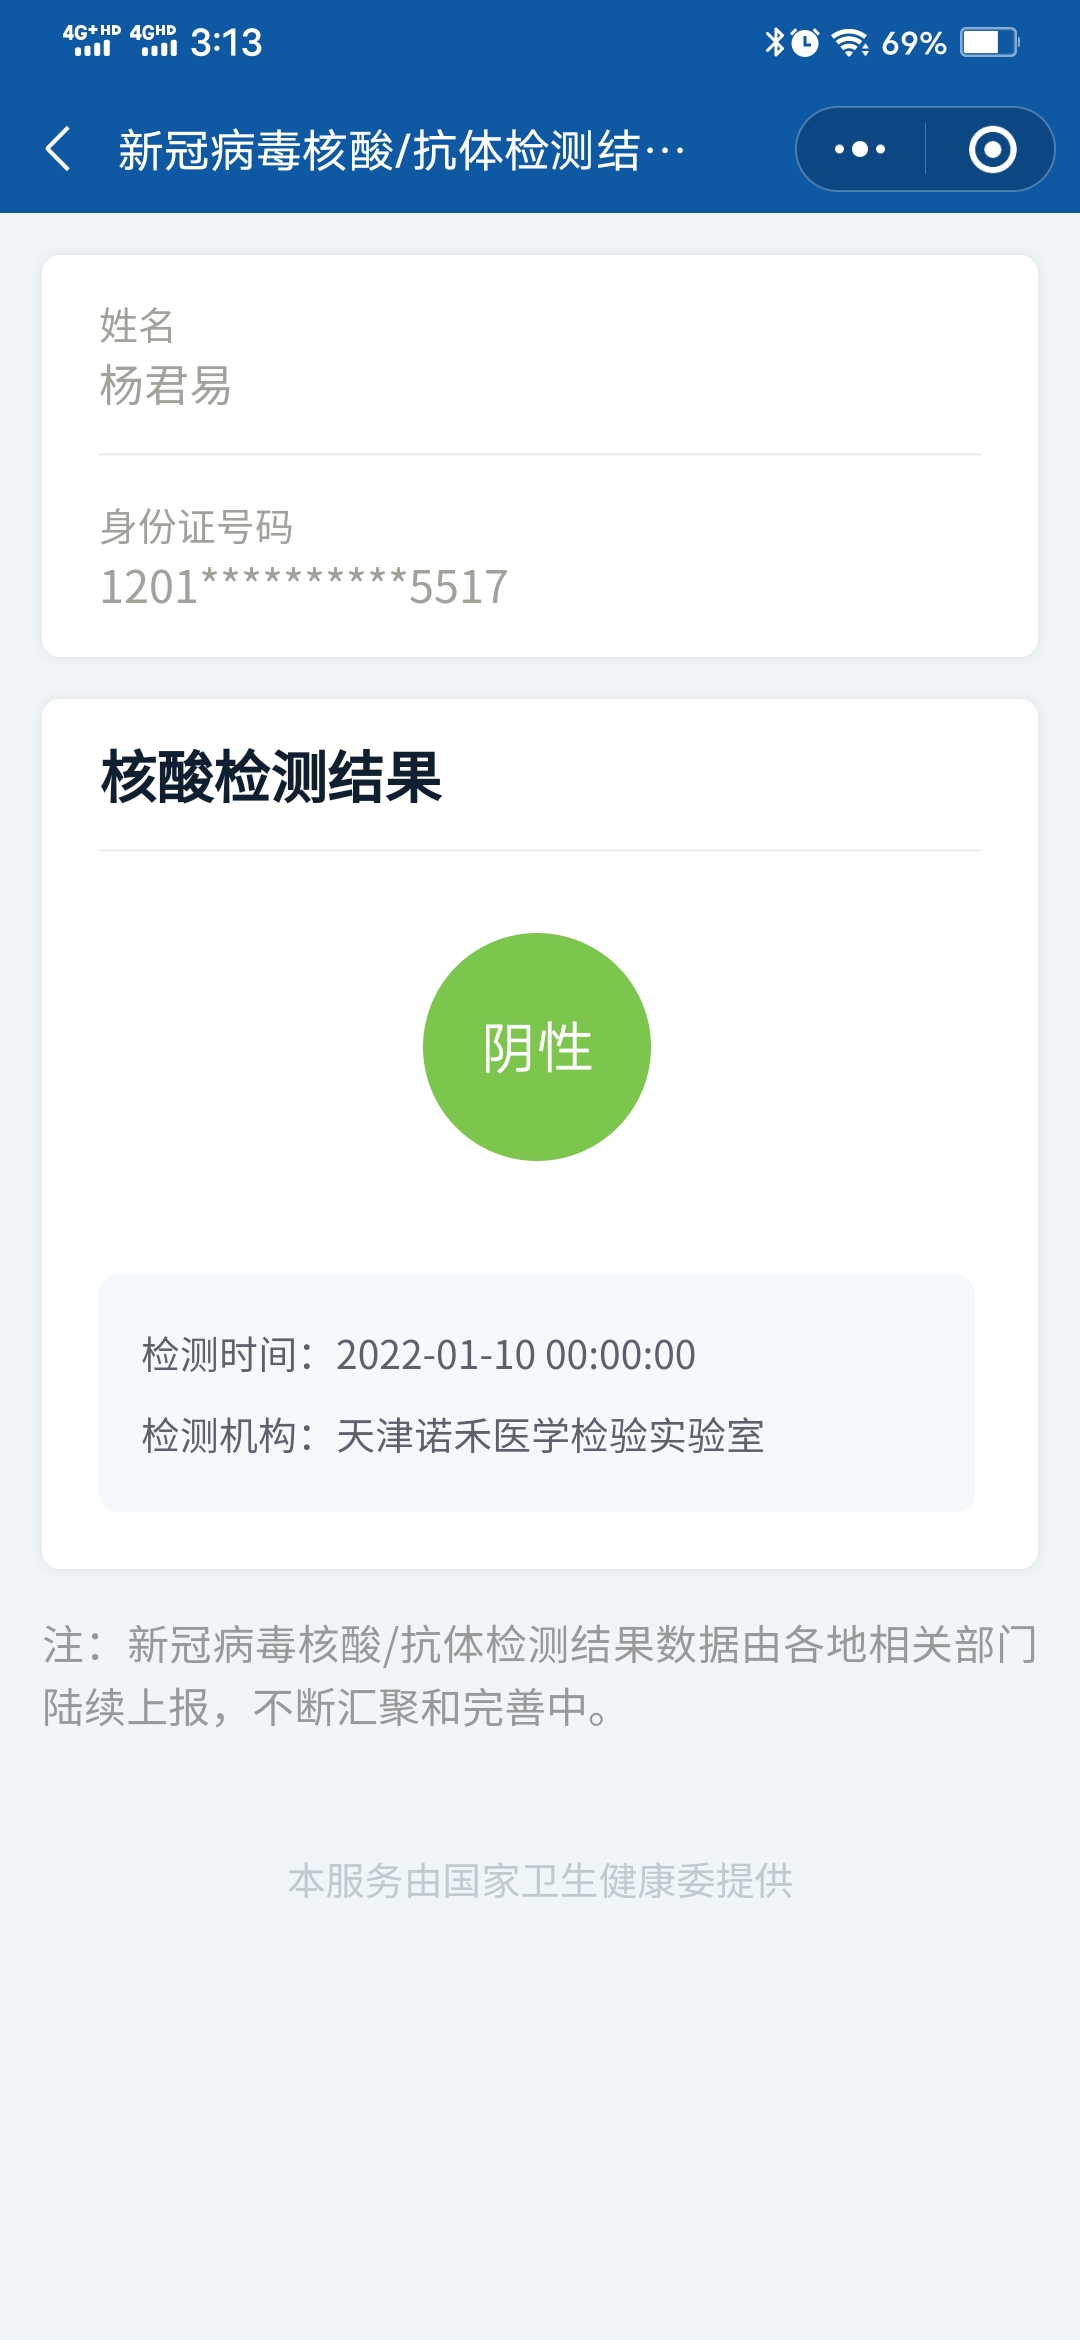 4G+ HD 4G HD 3:13 69%
新冠病毒核酸/抗体检测结…
姓名
杨君易
身份证号码
1201**********5517
核酸检测结果
阴性
检测时间：2022-01-10 00:00:00
检测机构：天津诺禾医学检验实验室
注：新冠病毒核酸/抗体检测结果数据由各地相关部门
陆续上报，不断汇聚和完善中。
本服务由国家卫生健康委提供